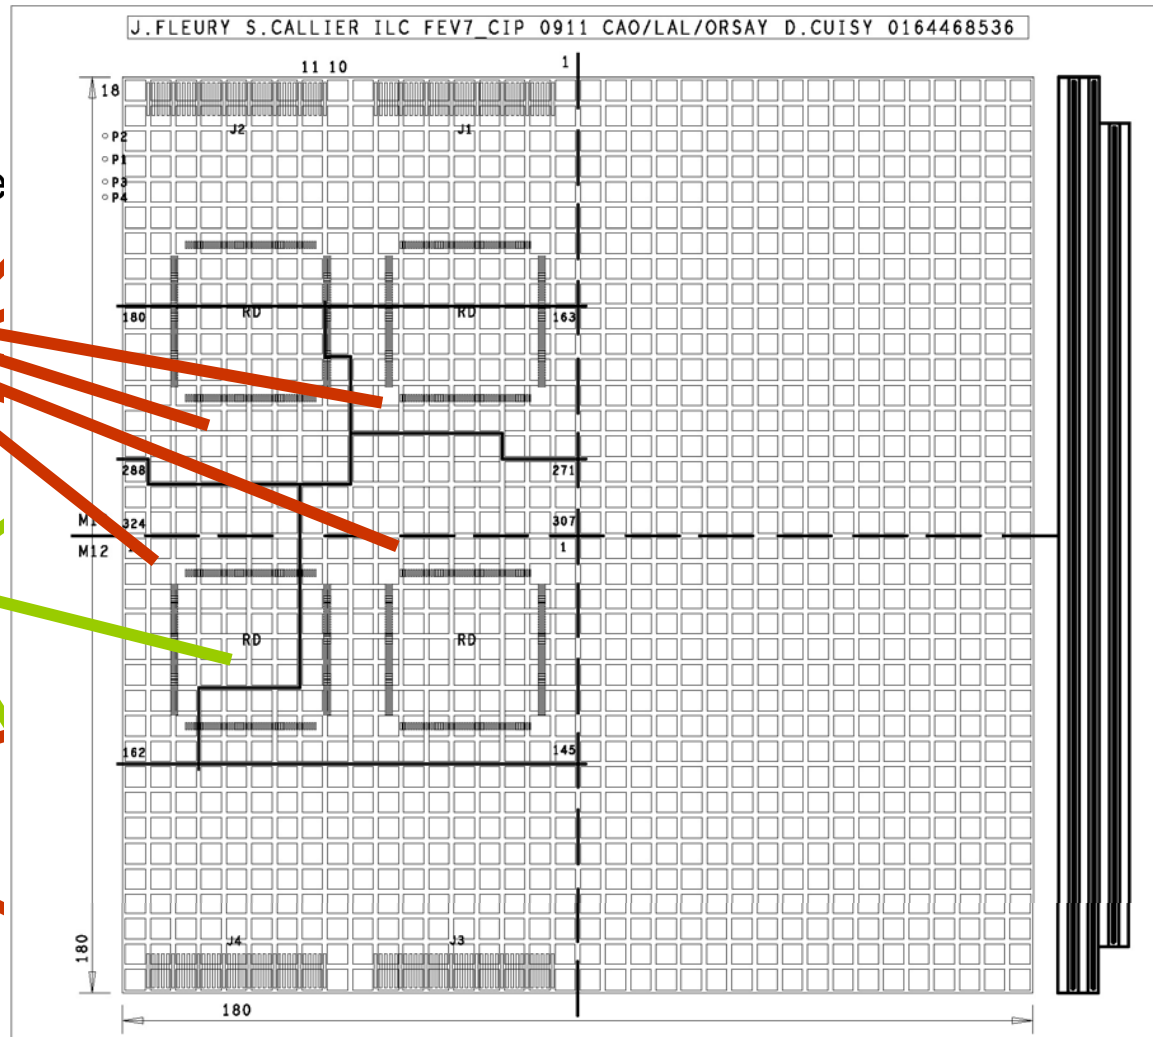 J.FLEURY S.CALLIER ILC FEV7_CIP 0911 CAO/LAL/ORSAY D.CUISY 0164468536
11 10
1
18
J2
J1
P2
P1
P3
P4
e
RD
RD
180
163
288
271
324
307
M1
M12
1
RD
RD
162
145
J4
J3
180
180